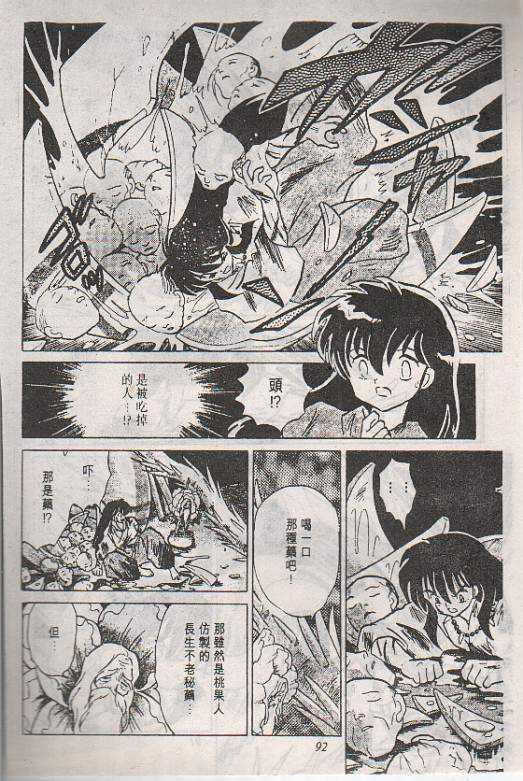 頭!?
是被吃掉
的人…!?
…
…
喝一口
那種藥吧！
吓…
那是藥!?
那雖然是桃果人
仿製的
長生不老秘藥…
但…
92